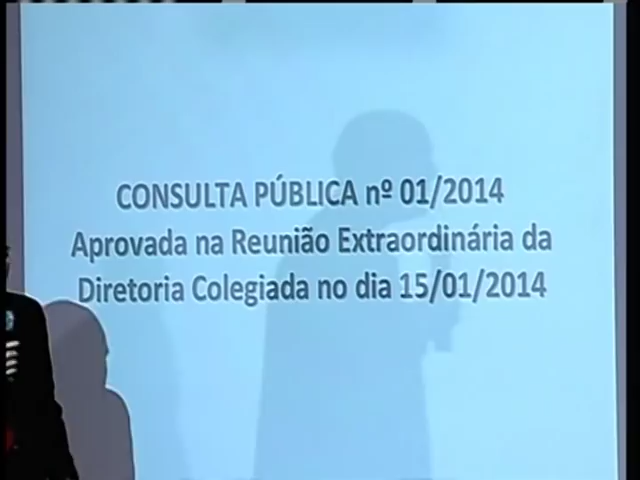 CONSULTA PÚBLICA nº 01/2014
Aprovada na Reunião Extraordinária da
Diretoria Colegiada no dia 15/01/2014